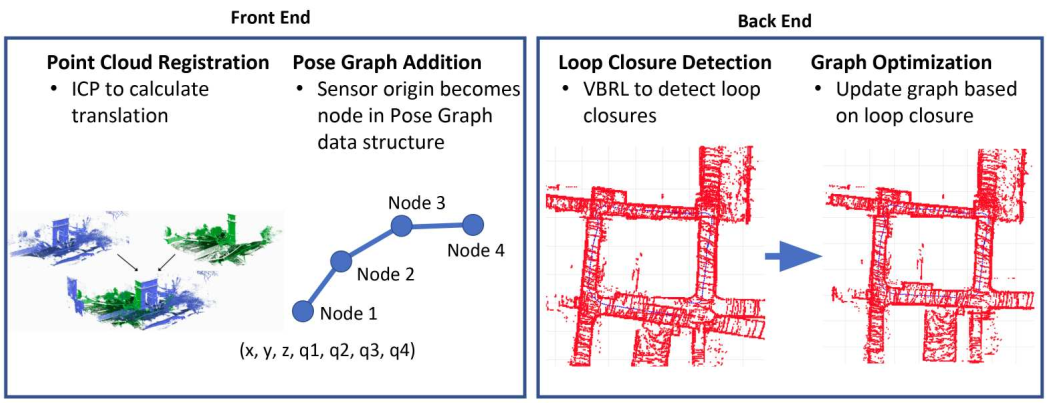 Front End
Point Cloud Registration
• ICP to calculate
translation
Pose Graph Addition
• Sensor origin becomes
node in Pose Graph
data structure
Node 1
Node 2
Node 3
Node 4
(x, y, z, q1, q2, q3, q4)
Back End
Loop Closure Detection
• VBRL to detect loop
closures
Graph Optimization
• Update graph based
on loop closure